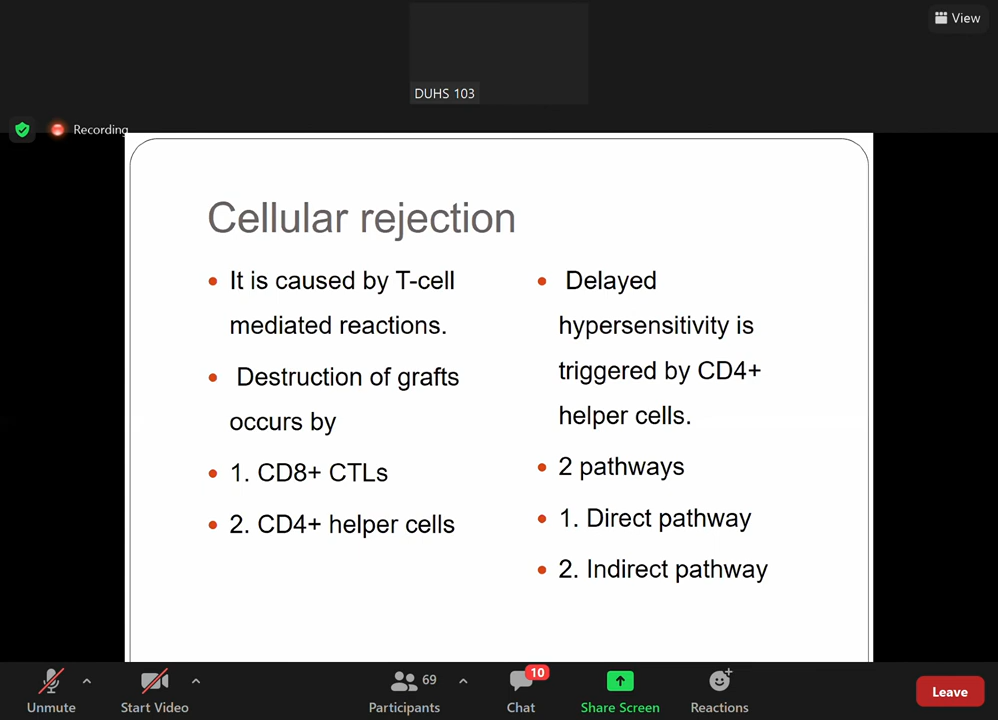 View
DUHS 103
Recording
Cellular rejection
It is caused by T-cell
mediated reactions.
Destruction of grafts
occurs by
1. CD8+ CTLs
2. CD4+ helper cells
Delayed
hypersensitivity is
triggered by CD4+
helper cells.
2 pathways
1. Direct pathway
2. Indirect pathway
Unmute
Start Video
69
Participants
10
Chat
Share Screen
Reactions
Leave